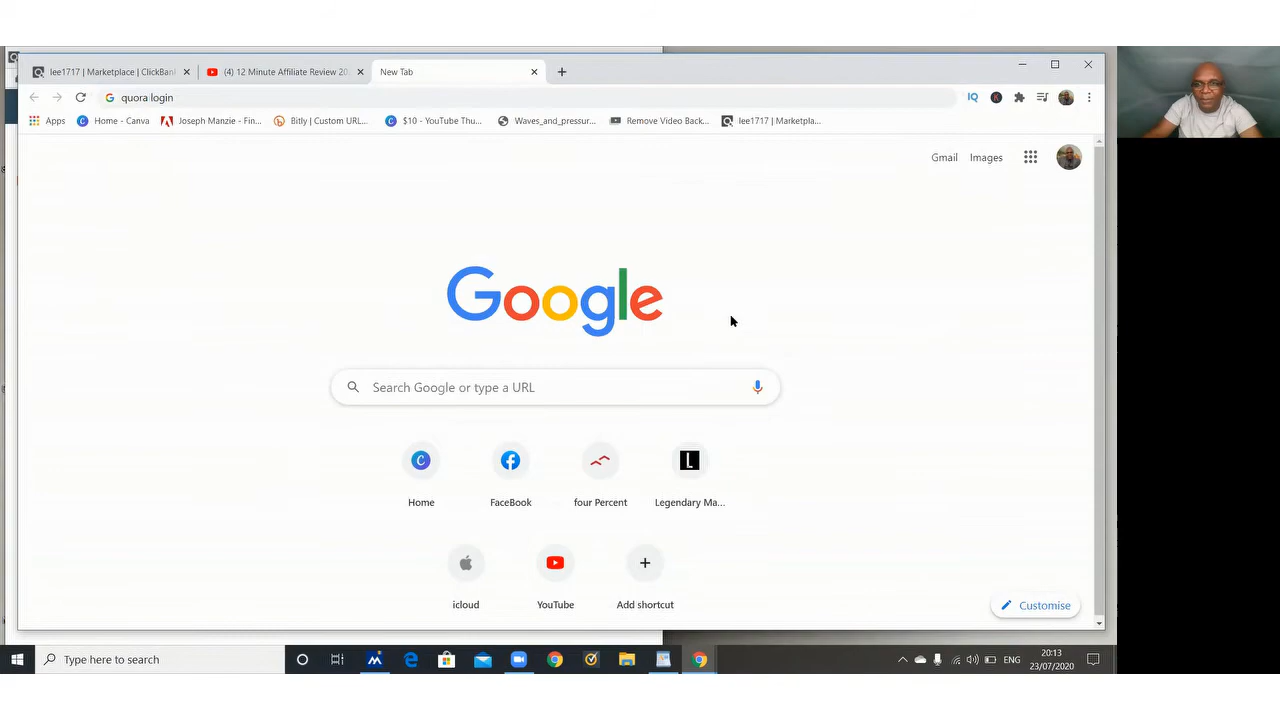 lee1717 | Marketplace | ClickBan
(4) 12 Minute Affiliate Review 20
New Tab
quora login
IQ
Apps
Home - Canva
Joseph Manzie - Fin...
Bitly | Custom URL...
$10 - YouTube Thu...
Waves_and_pressur...
Remove Video Back...
lee1717 | Marketpla...
Gmail
Images
Google
Search Google or type a URL
Home
FaceBook
four Percent
Legendary Ma...
icloud
YouTube
Add shortcut
Customise
Type here to search
ENG
20:13
23/07/2020